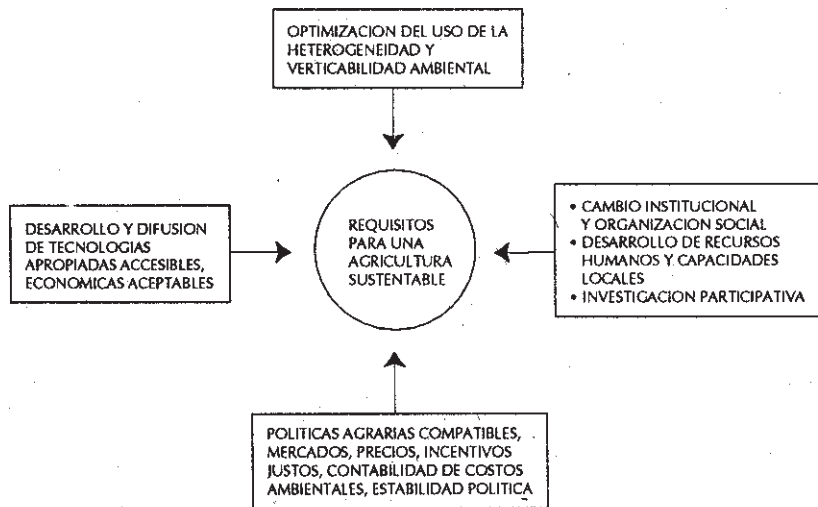 OPTIMIZACION DEL USO DE LA
HETEROGENEIDAD Y
VERTICABILIDAD AMBIENTAL
DESARROLLO Y DIFUSION
DE TECNOLOGIAS
APROPIADAS ACCESIBLES,
ECONOMICAS ACEPTABLES
REQUISITOS
PARA UNA
AGRICULTURA
SUSTENTABLE
• CAMBIO INSTITUCIONAL
Y ORGANIZACION SOCIAL
• DESARROLLO DE RECURSOS
HUMANOS Y CAPACIDADES
LOCALES
• INVESTIGACION PARTICIPATIVA
POLITICAS AGRARIAS COMPATIBLES,
MERCADOS, PRECIOS, INCENTIVOS
JUSTOS, CONTABILIDAD DE COSTOS
AMBIENTALES, ESTABILIDAD POLITICA